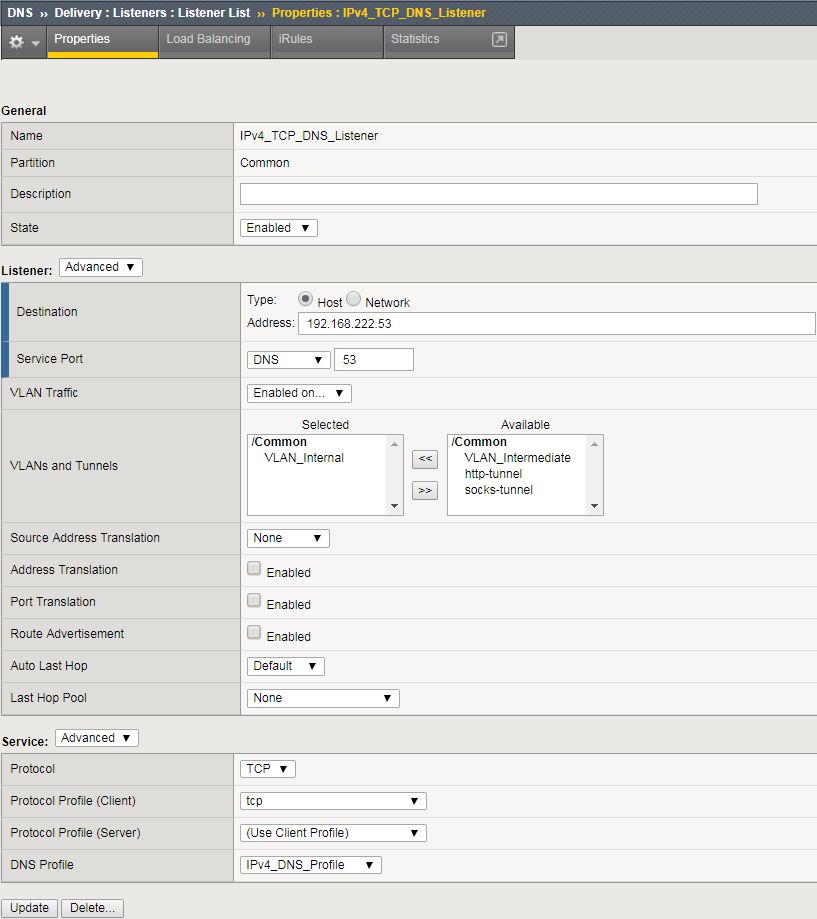 DNS ›› Delivery : Listeners : Listener List ›› Properties : IPv4_TCP_DNS_Listener
Properties Load Balancing iRules Statistics
General
Name IPv4_TCP_DNS_Listener
Partition Common
Description
State Enabled
Listener: Advanced
Destination
Type: Host Network
Address: 192.168.222.53
Service Port DNS 53
VLAN Traffic Enabled on...
VLANs and Tunnels
Selected Available
/Common /Common
VLAN_Internal << VLAN_Intermediate
http-tunnel
>> socks-tunnel
Source Address Translation None
Address Translation Enabled
Port Translation Enabled
Route Advertisement Enabled
Auto Last Hop Default
Last Hop Pool None
Service: Advanced
Protocol TCP
Protocol Profile (Client) tcp
Protocol Profile (Server) (Use Client Profile)
DNS Profile IPv4_DNS_Profile
Update Delete...